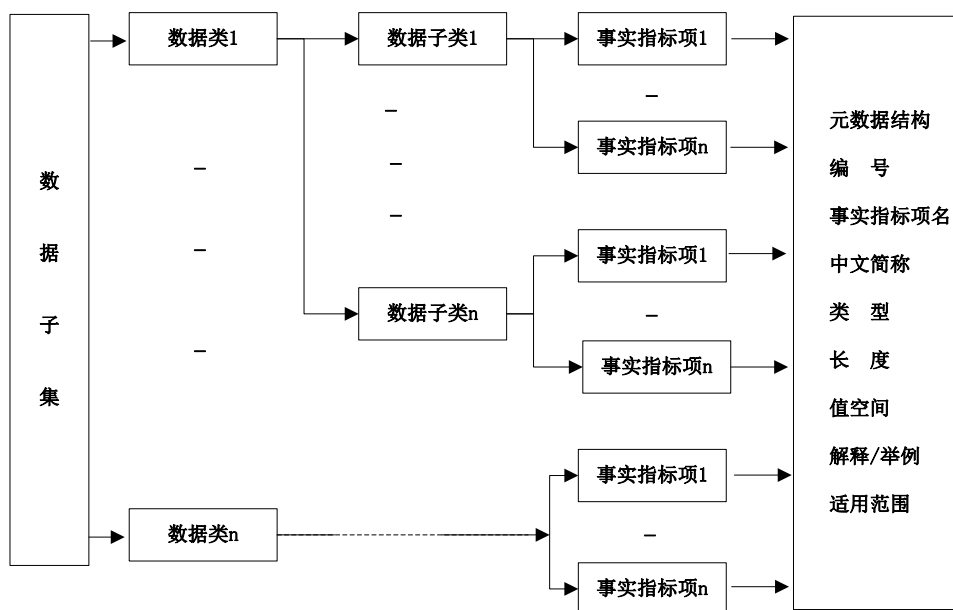 数据子集
数据类1
数据类n
数据子类1
数据子类n
事实指标项1
事实指标项n
事实指标项1
事实指标项n
事实指标项1
事实指标项n
元数据结构
编 号
事实指标项名
中文简称
类 型
长 度
值空间
解释/举例
适用范围